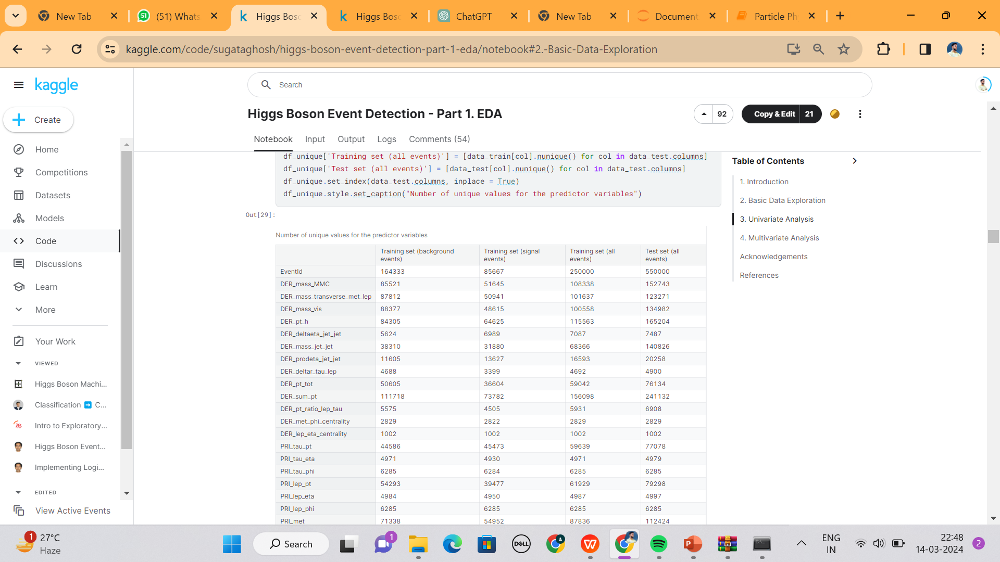 New Tab
(51) Whats
Higgs Bos
Higgs Bos
ChatGPT
New Tab
Document
Particle Ph
kaggle.com/code/sugataghosh/higgs-boson-event-detection-part-1-eda/notebook#2.-Basic-Data-Exploration
kaggle
Search
Create
Home
Competitions
Datasets
Models
Code
Discussions
Learn
More
Your Work
VIEWED
Higgs Boson Machi...
Classification ➡ C...
Intro to Exploratory...
Higgs Boson Event...
Implementing Logi...
EDITED
View Active Events
Higgs Boson Event Detection - Part 1. EDA
92
Copy & Edit 21
Notebook Input Output Logs Comments (54)
df_unique['Training set (all events)'] = [data_train[col].nunique() for col in data_test.columns]
df_unique['Test set (all events)'] = [data_test[col].nunique() for col in data_test.columns]
df_unique.set_index(data_test.columns, inplace = True)
df_unique.style.set_caption("Number of unique values for the predictor variables")
Out[29]:
Number of unique values for the predictor variables
Training set (background events) Training set (signal events) Training set (all events) Test set (all events)
EventId 164333 85667 250000 550000
DER_mass_MMC 85521 51645 108338 152743
DER_mass_transverse_met_lep 87812 50941 101637 123271
DER_mass_vis 88377 48615 100558 134982
DER_pt_h 84305 64625 115563 165204
DER_deltaeta_jet_jet 5624 6989 7087 7487
DER_mass_jet_jet 38310 31880 68366 140826
DER_prodeta_jet_jet 11605 13627 16593 20258
DER_deltar_tau_lep 4688 3399 4692 4900
DER_pt_tot 50605 36604 59042 76134
DER_sum_pt 111718 73782 156098 241132
DER_pt_ratio_lep_tau 5575 4505 5931 6908
DER_met_phi_centrality 2829 2822 2829 2829
DER_lep_eta_centrality 1002 1002 1002 1002
PRI_tau_pt 44586 45473 59639 77078
PRI_tau_eta 4971 4930 4971 4979
PRI_tau_phi 6285 6284 6285 6285
PRI_lep_pt 54293 39477 61929 79298
PRI_lep_eta 4984 4950 4987 4997
PRI_lep_phi 6285 6285 6285 6285
PRI_met 71338 54952 87836 112424
Table of Contents
1. Introduction
2. Basic Data Exploration
3. Univariate Analysis
4. Multivariate Analysis
Acknowledgements
References
1
27°C
Haze
Search
1
DELL
ENG
IN
22:48
14-03-2024
2